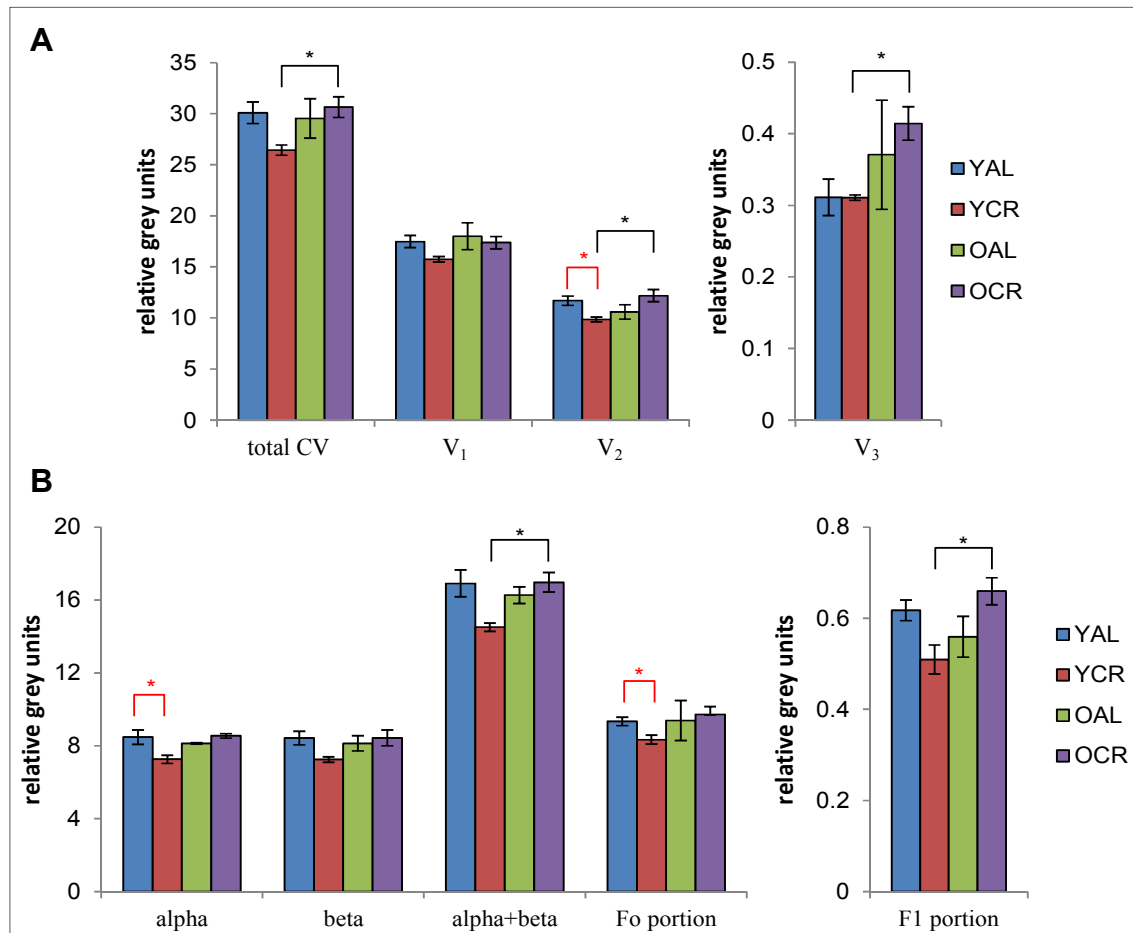 A
relative grey units
35
30
25
20
15
10
5
0
*
*
*
total CV
V₁
V₂
relative grey units
0.5
0.4
0.3
0.2
0.1
0
*
V₃
YAL
YCR
OAL
OCR
B
relative grey units
20
16
12
8
4
0
*
*
*
alpha
beta
alpha+beta
Fo portion
relative grey units
0.8
0.6
0.4
0.2
0
*
F1 portion
YAL
YCR
OAL
OCR